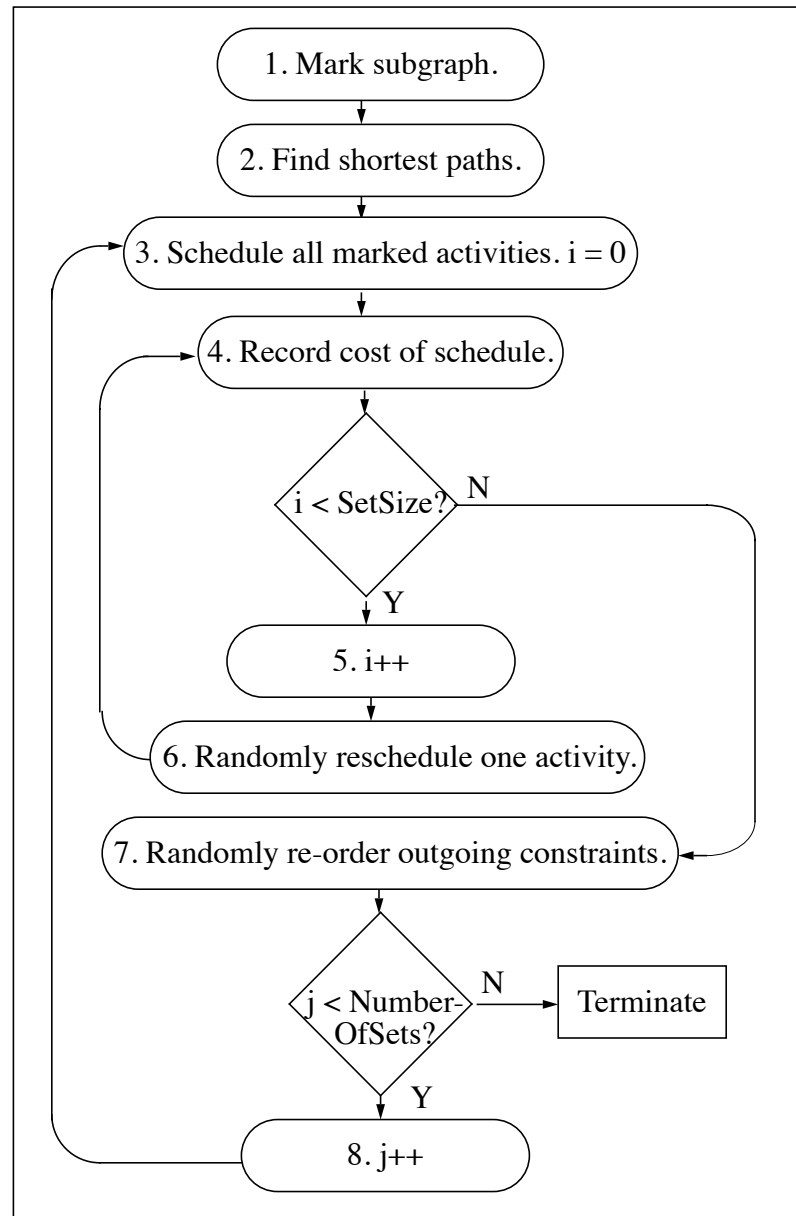 1. Mark subgraph.
2. Find shortest paths.
3. Schedule all marked activities. i = 0
4. Record cost of schedule.
i < SetSize?
N
Y
5. i++
6. Randomly reschedule one activity.
7. Randomly re-order outgoing constraints.
j < Number-
OfSets?
N
Terminate
Y
8. j++